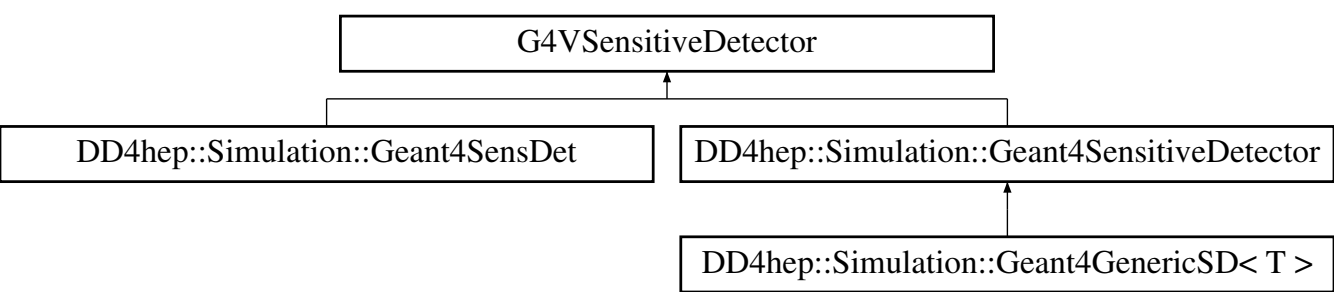 G4VSensitiveDetector
DD4hep::Simulation::Geant4SensDet
DD4hep::Simulation::Geant4SensitiveDetector
DD4hep::Simulation::Geant4GenericSD< T >